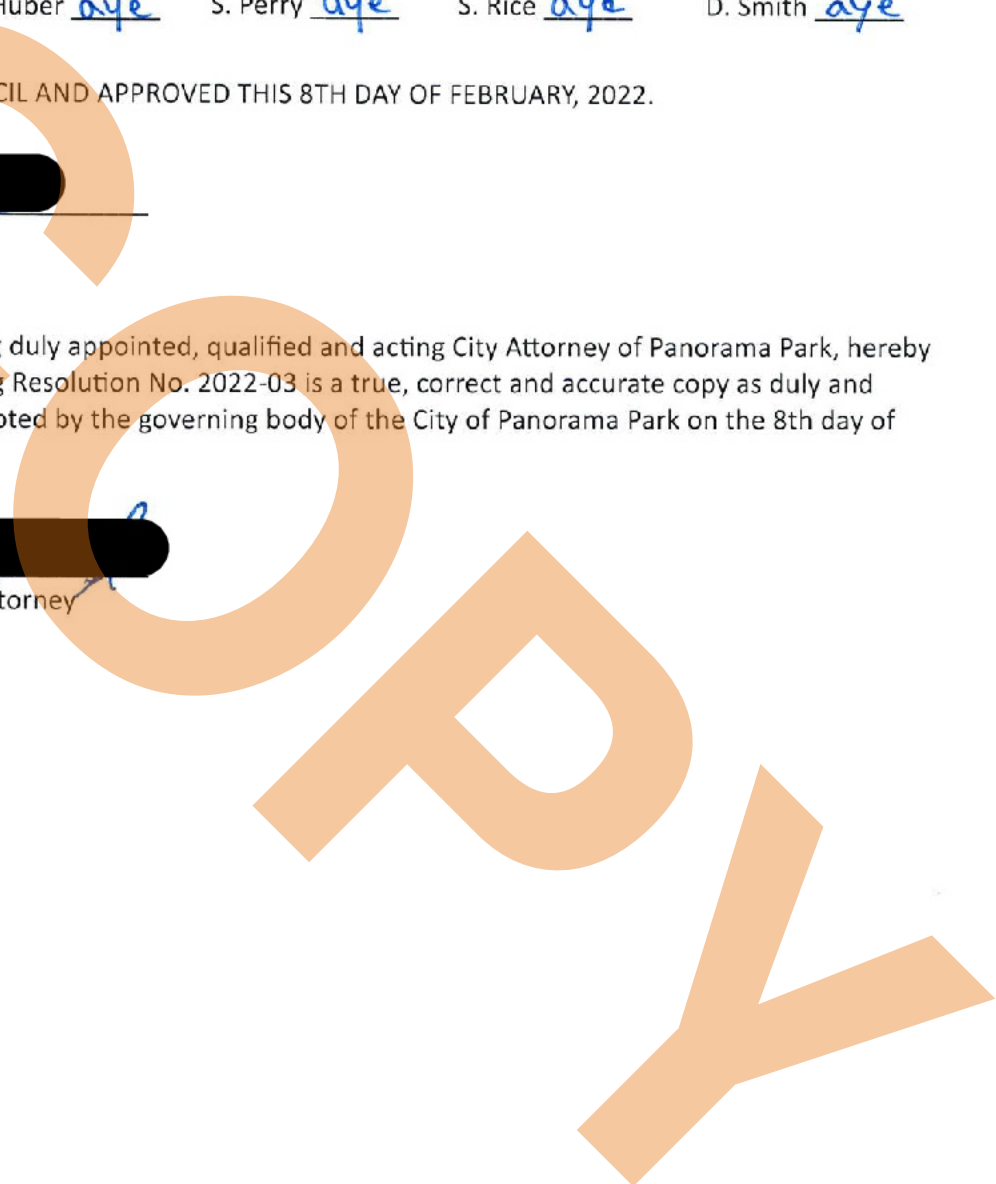 Huber aye S. Perry aye S. Rice aye D. Smith aye
CIL AND APPROVED THIS 8TH DAY OF FEBRUARY, 2022.
duly appointed, qualified and acting City Attorney of Panorama Park, hereby
g Resolution No. 2022-03 is a true, correct and accurate copy as duly and
pted by the governing body of the City of Panorama Park on the 8th day of
torney
COPY